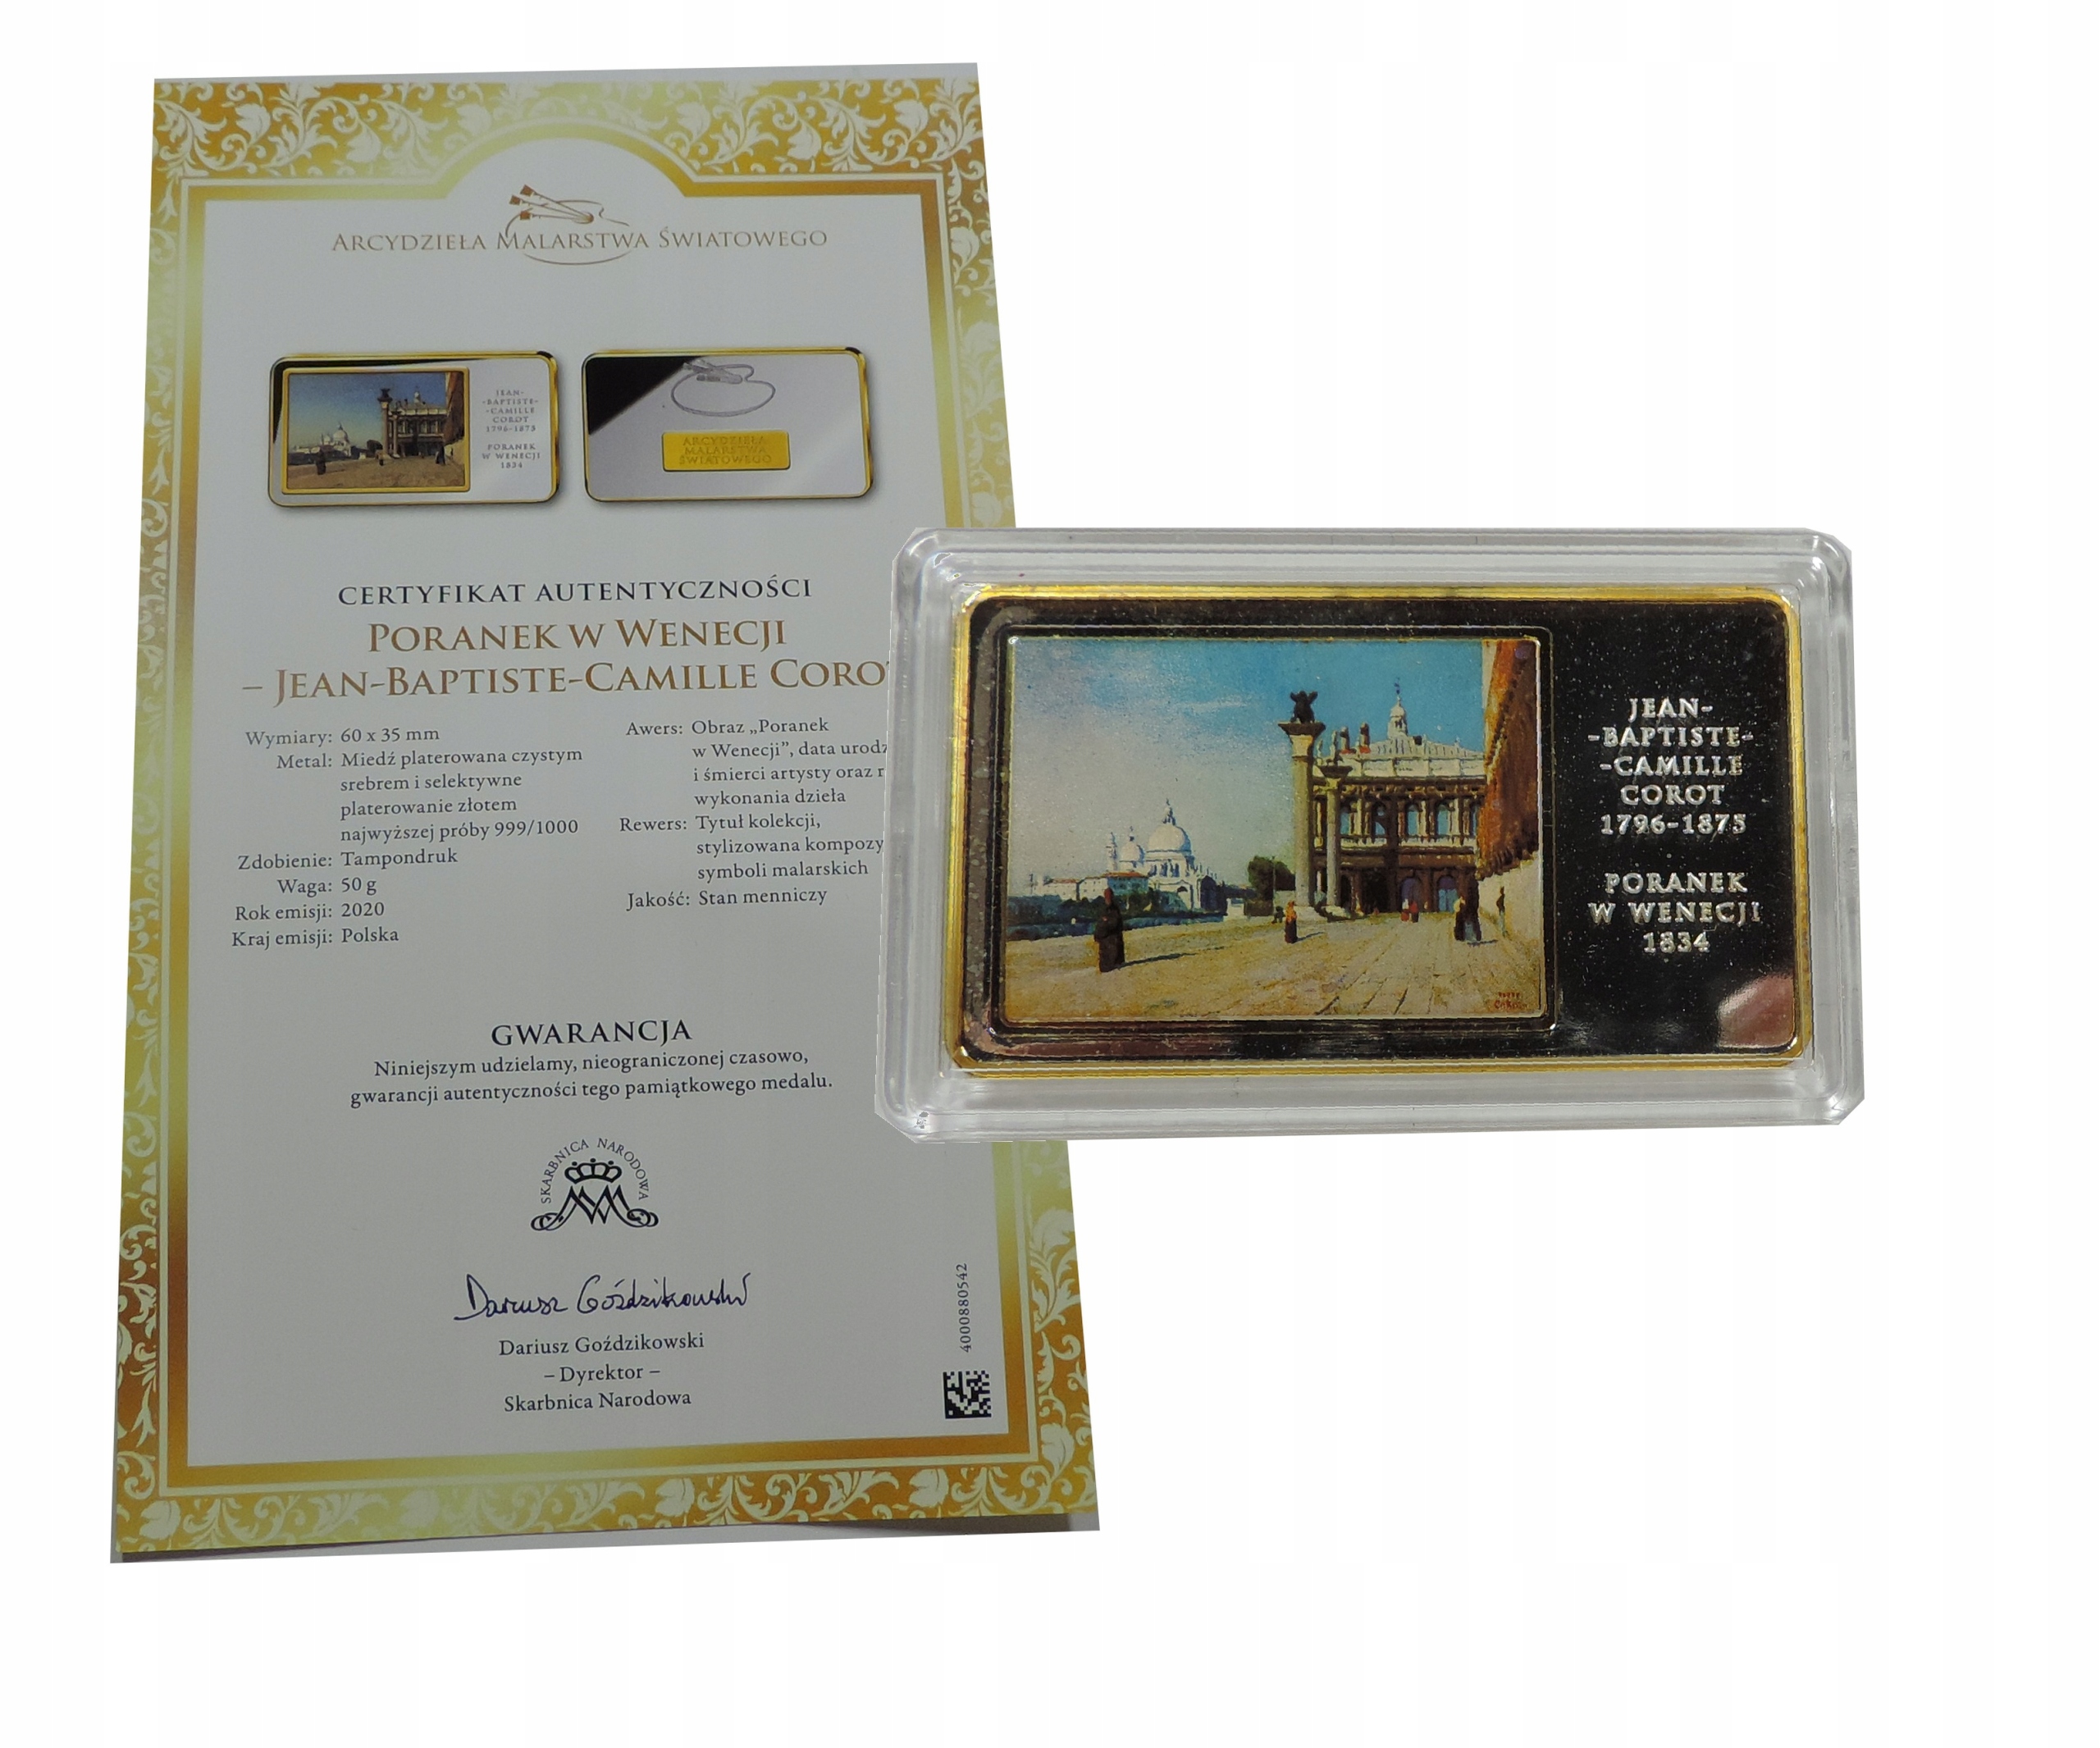 ARCYDZIEŁA MALARSTWA ŚWIATOWEGO
JEAN-
-BAPTISTE-
-CAMILLE
COROT
1796-1875
PORANEK
W WENECJI
1834
ARCYDZIEŁA
MALARSTWA
ŚWIATOWEGO
CERTYFIKAT AUTENTYCZNOŚCI
PORANEK W WENECJI
– JEAN-BAPTISTE-CAMILLE COROT
Wymiary: 60 x 35 mm
Metal: Miedź platerowana czystym
srebrem i selektywne
platerowanie złotem
najwyższej próby 999/1000
Zdobienie: Tampondruk
Waga: 50 g
Rok emisji: 2020
Kraj emisji: Polska
Awers: Obraz „Poranek
w Wenecji”, data urodz
i śmierci artysty oraz r
wykonania dzieła
Rewers: Tytuł kolekcji,
stylizowana kompozy
symboli malarskich
Jakość: Stan menniczy
GWARANCJA
Niniejszym udzielamy, nieograniczonej czasowo,
gwarancji autentyczności tego pamiątkowego medalu.
SKARBNICA NARODOWA
Dariusz Goździkowski
Dariusz Goździkowski
– Dyrektor –
Skarbnica Narodowa
4000880542
JEAN-
-BAPTISTE-
-CAMILLE
COROT
1796-1875
PORANEK
W WENECJI
1834
COROT